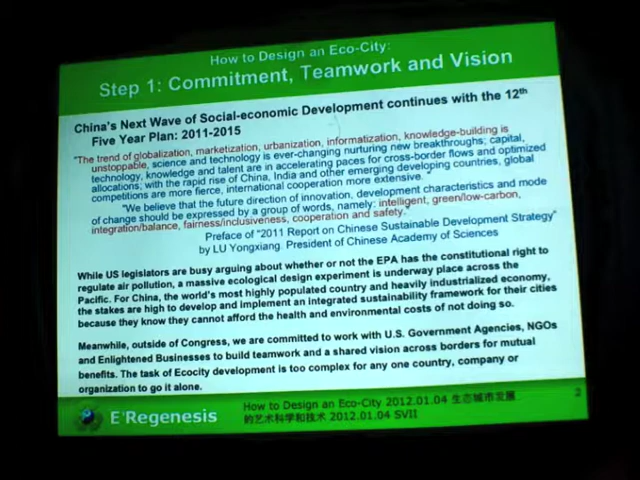 How to Design an Eco-City:
Step 1: Commitment, Teamwork and Vision
China's Next Wave of Social-economic Development continues with the 12th
Five Year Plan: 2011-2015
"The trend of globalization, marketization, urbanization, informatization, knowledge-building is
unstoppable, science and technology is ever-changing nurturing new breakthroughs; capital,
technology, knowledge and talent are in accelerating paces for cross-border flows and optimized
allocations; with the rapid rise of China, India and other emerging developing countries, global
competitions are more fierce, international cooperation more extensive.
"We believe that the future direction of innovation, development characteristics and mode
of change should be expressed by a group of words, namely: intelligent, green/low-carbon,
integration/balance, fairness/inclusiveness, cooperation and safety."
Preface of "2011 Report on Chinese Sustainable Development Strategy"
by LU Yongxiang. President of Chinese Academy of Sciences
While US legislators are busy arguing about whether or not the EPA has the constitutional right to
regulate air pollution, a massive ecological design experiment is underway place across the
Pacific. For China, the world's most highly populated country and heavily industrialized economy,
the stakes are high to develop and implement an integrated sustainability framework for their cities
because they know they cannot afford the health and environmental costs of not doing so.
Meanwhile, outside of Congress, we are committed to work with U.S. Government Agencies, NGOs
and Enlightened Businesses to build teamwork and a shared vision across borders for mutual
benefits. The task of Ecocity development is too complex for any one country, company or
organization to go it alone.
E'Regenesis
How to Design an Eco-City 2012.01.04 生态城市发展
的艺术科学和技术 2012.01.04 SVII
2